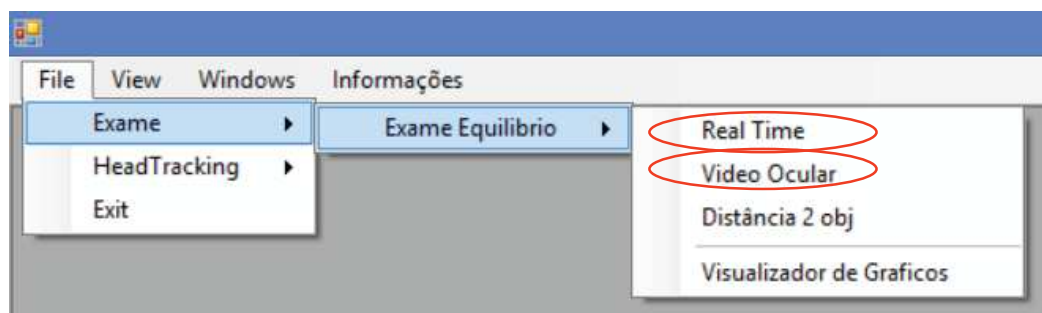 File View Windows Informações
Exame Exame Equilibrio Real Time
HeadTracking Video Ocular
Exit Distância 2 obj
Visualizador de Graficos